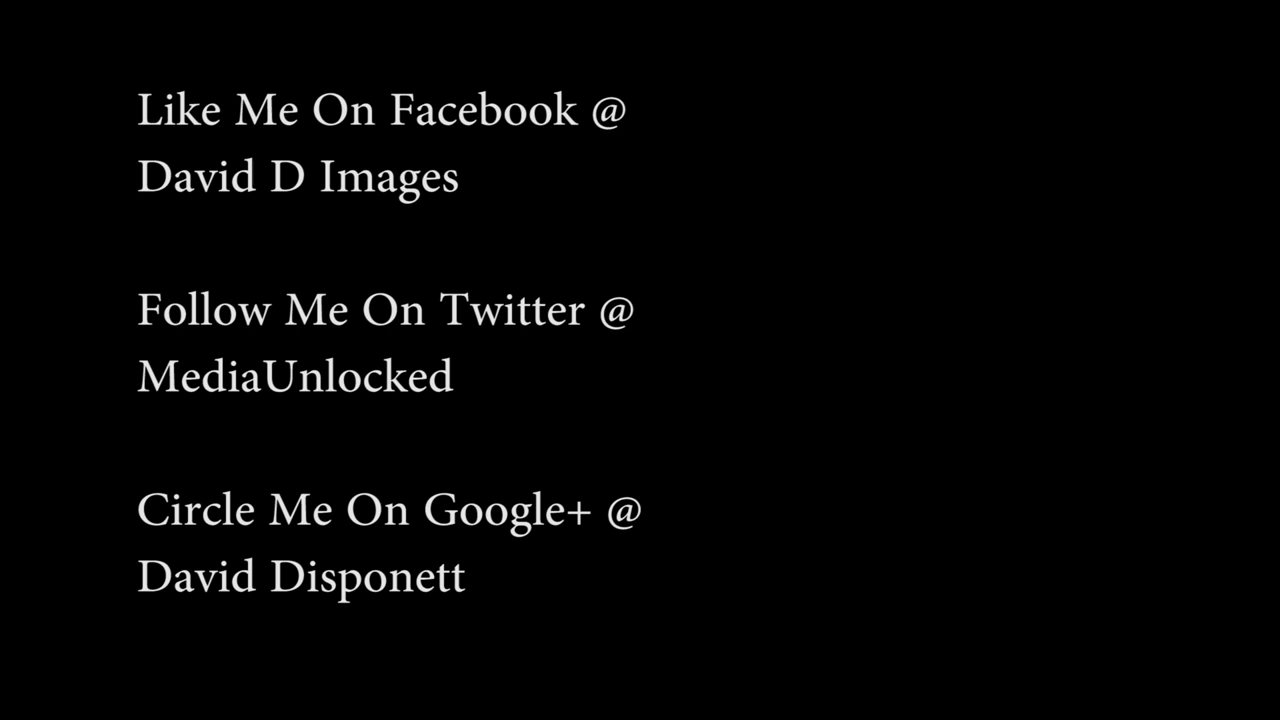 Like Me On Facebook @
David D Images
Follow Me On Twitter @
MediaUnlocked
Circle Me On Google+ @
David Disponett